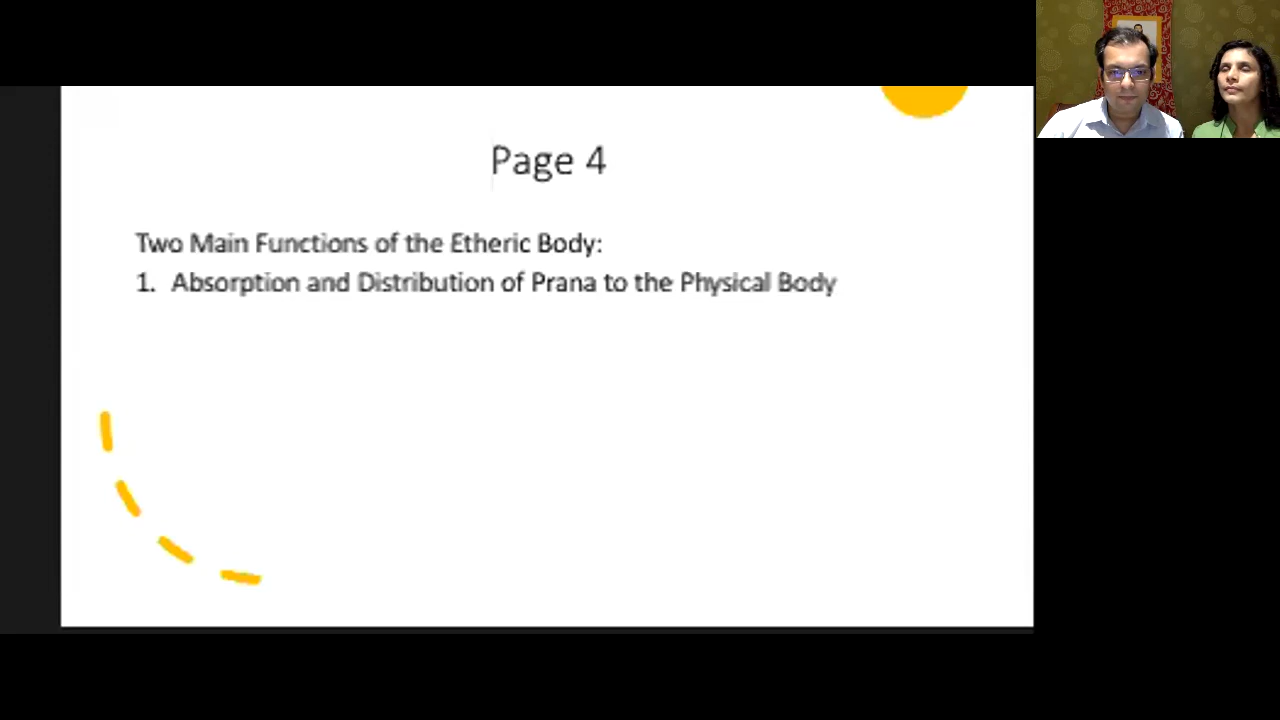 Page 4
Two Main Functions of the Etheric Body:
1. Absorption and Distribution of Prana to the Physical Body